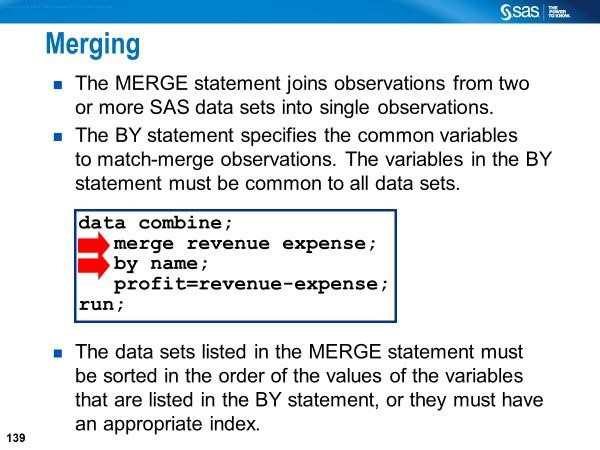 sas
THE
POWER
TO KNOW.
Merging
The MERGE statement joins observations from two
or more SAS data sets into single observations.
The BY statement specifies the common variables
to match-merge observations. The variables in the BY
statement must be common to all data sets.
data combine;
merge revenue expense;
by name;
profit=revenue-expense;
run;
The data sets listed in the MERGE statement must
be sorted in the order of the values of the variables
that are listed in the BY statement, or they must have
an appropriate index.
139